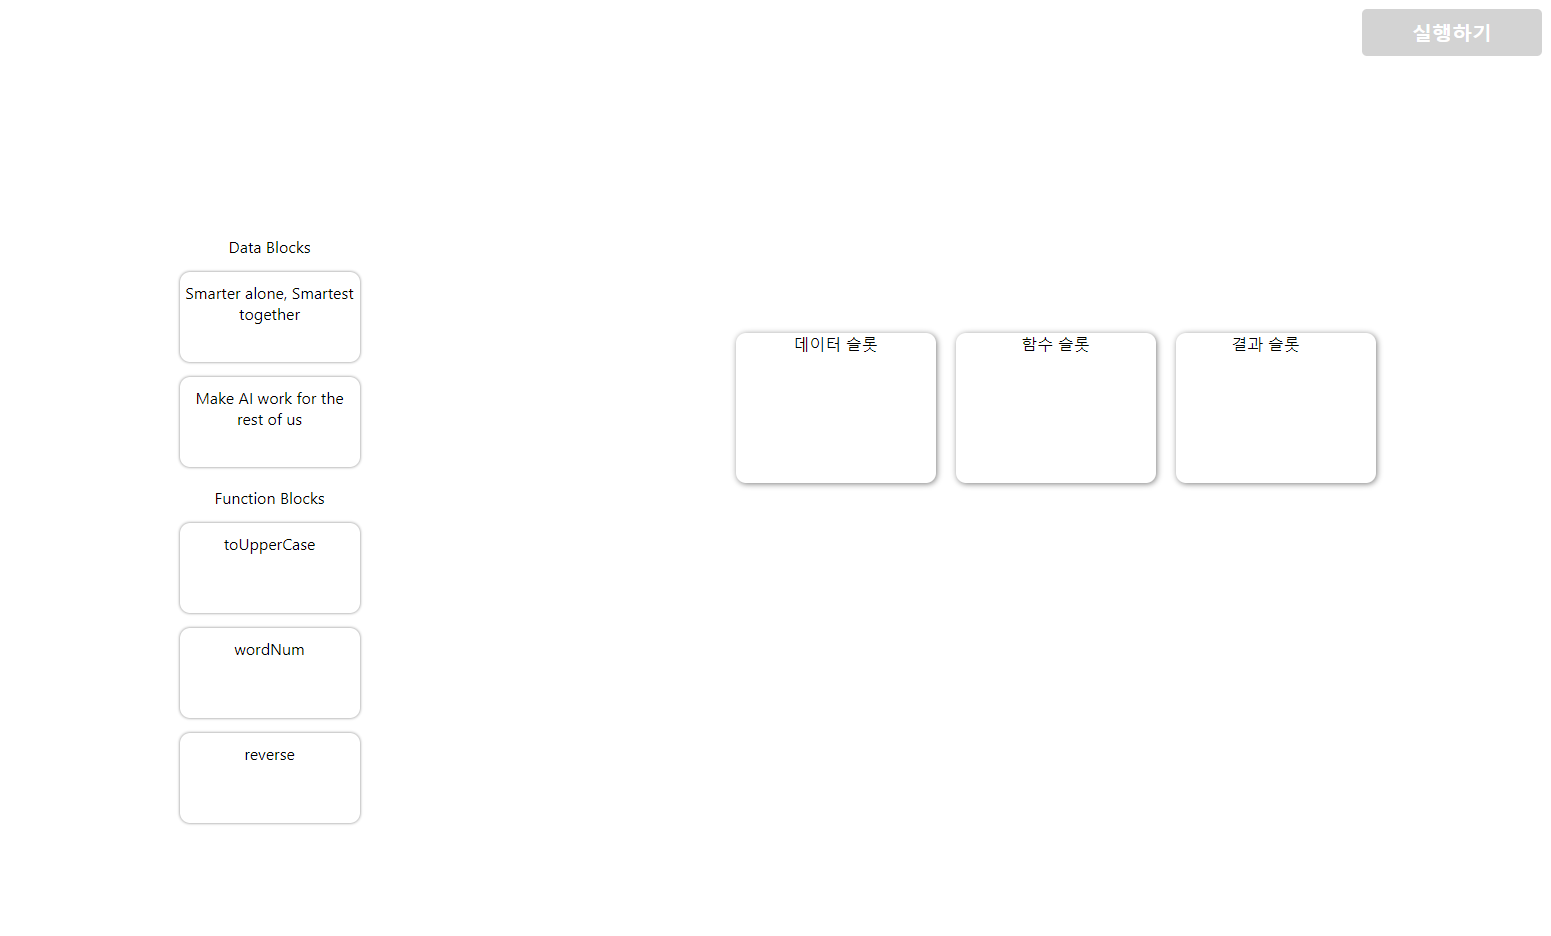 실행하기
Data Blocks
Smarter alone, Smartest
together
Make AI work for the
rest of us
Function Blocks
toUpperCase
wordNum
reverse
데이터 슬롯
함수 슬롯
결과 슬롯